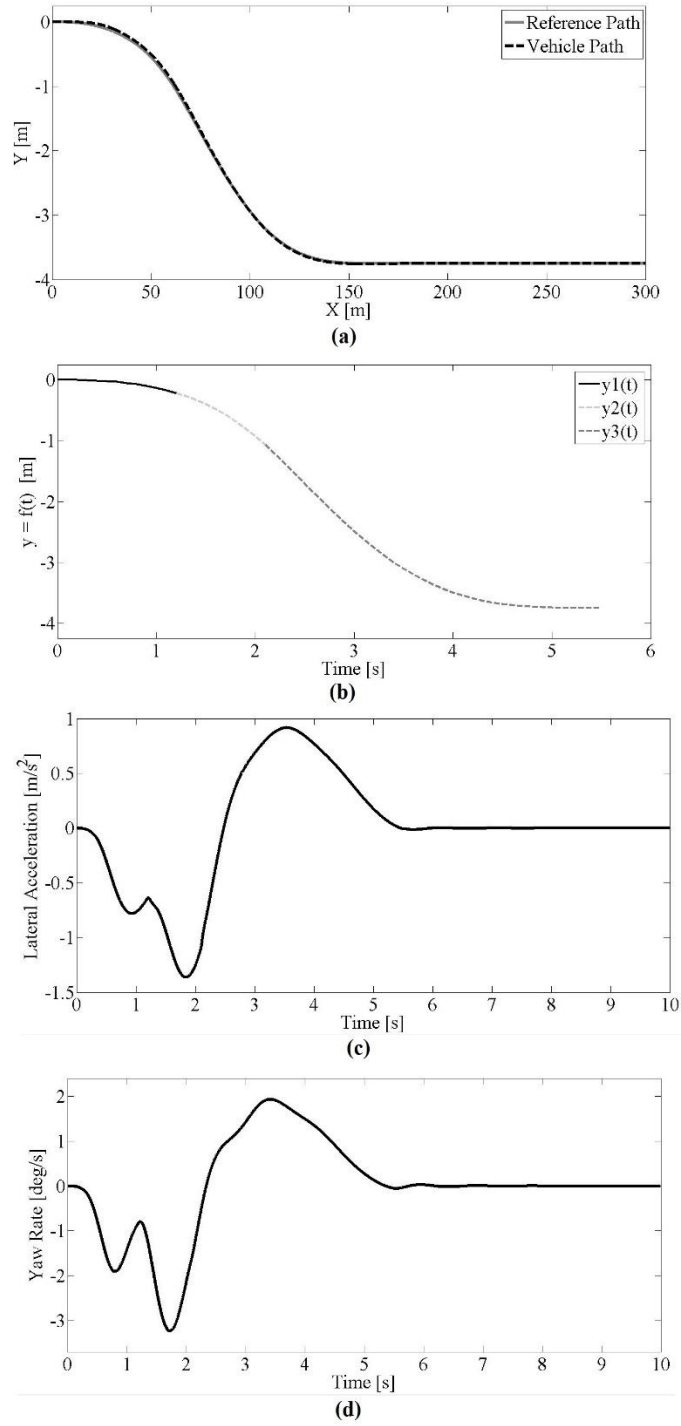 0
-1
-2
-3
-4
Y [m]
Reference Path
Vehicle Path
0 50 100 150 200 250 300
X [m]
(a)
0
-1
-2
-3
-4
y = f(t) [m]
y1(t)
y2(t)
y3(t)
0 1 2 3 4 5 6
Time [s]
(b)
1
0.5
0
-0.5
-1
-1.5
Lateral Acceleration [m/s²]
0 1 2 3 4 5 6 7 8 9 10
Time [s]
(c)
2
1
0
-1
-2
-3
Yaw Rate [deg/s]
0 1 2 3 4 5 6 7 8 9 10
Time [s]
(d)